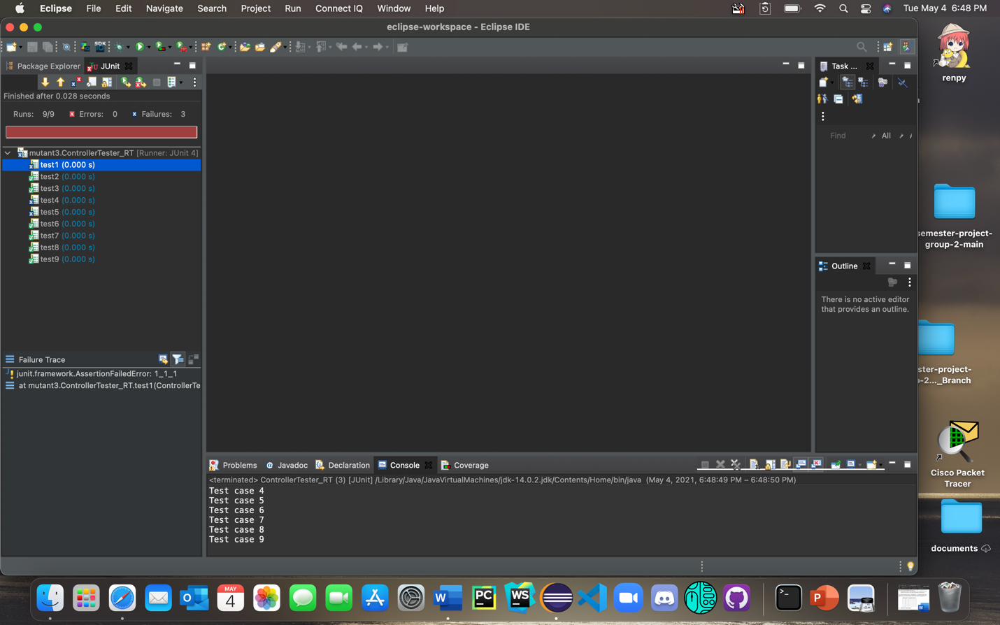 Eclipse File Edit Navigate Search Project Run Connect IQ Window Help Tue May 4 6:48 PM
eclipse-workspace - Eclipse IDE
SDK
Package Explorer JUnit
Finished after 0.028 seconds
Runs: 9/9 Errors: 0 Failures: 3
mutant3.ControllerTester_RT [Runner: JUnit 4]
test1 (0.000 s)
test2 (0.000 s)
test3 (0.000 s)
test4 (0.000 s)
test5 (0.000 s)
test6 (0.000 s)
test7 (0.000 s)
test8 (0.000 s)
test9 (0.000 s)
Failure Trace
junit.framework.AssertionFailedError: 1_1_1
at mutant3.ControllerTester_RT.test1(ControllerTe
Task ...
Find All
Outline
There is no active editor
that provides an outline.
Problems Javadoc Declaration Console Coverage
<terminated> ControllerTester_RT (3) [JUnit] /Library/Java/JavaVirtualMachines/jdk-14.0.2.jdk/Contents/Home/bin/java (May 4, 2021, 6:48:49 PM – 6:48:50 PM)
Test case 4
Test case 5
Test case 6
Test case 7
Test case 8
Test case 9
renpy
semester-project-
group-2-main
ster-project-
-2..._Branch
Cisco Packet
Tracer
documents
MAY
4
W
PC
WS
P